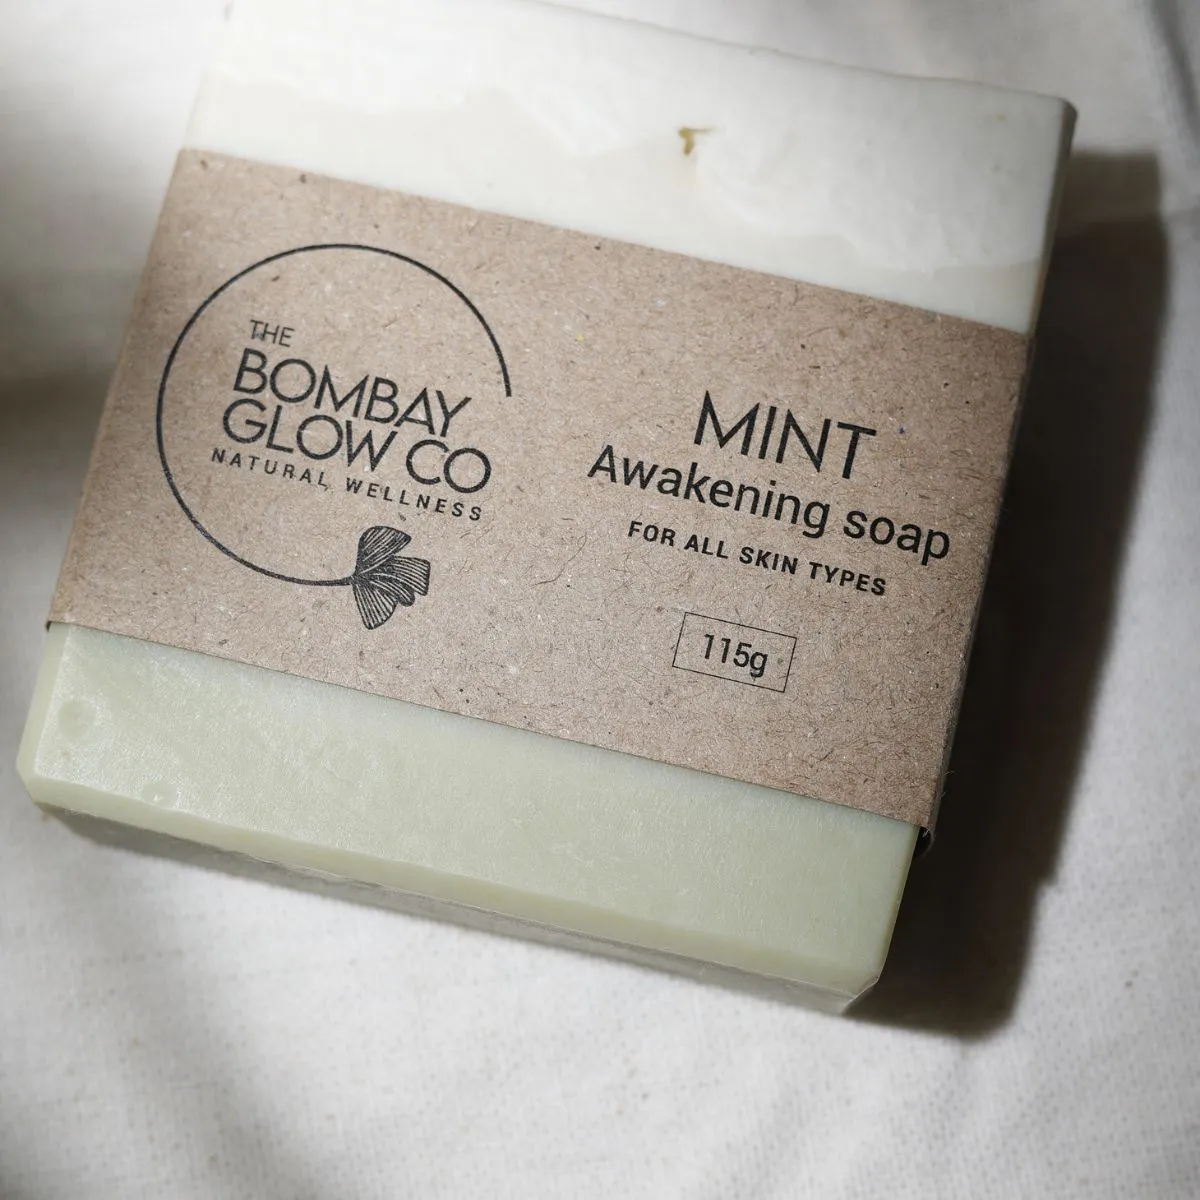 THE
BOMBAY
GLOW CO
NATURAL WELLNESS
MINT
Awakening soap
FOR ALL SKIN TYPES
115g